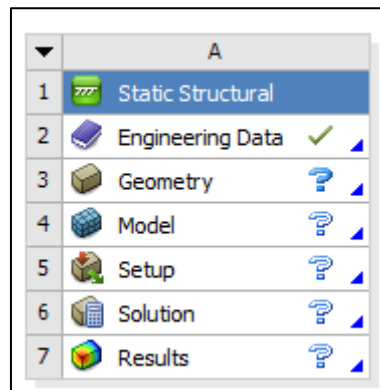 A
1 Static Structural
2 Engineering Data
3 Geometry ?
4 Model ?
5 Setup ?
6 Solution ?
7 Results ?